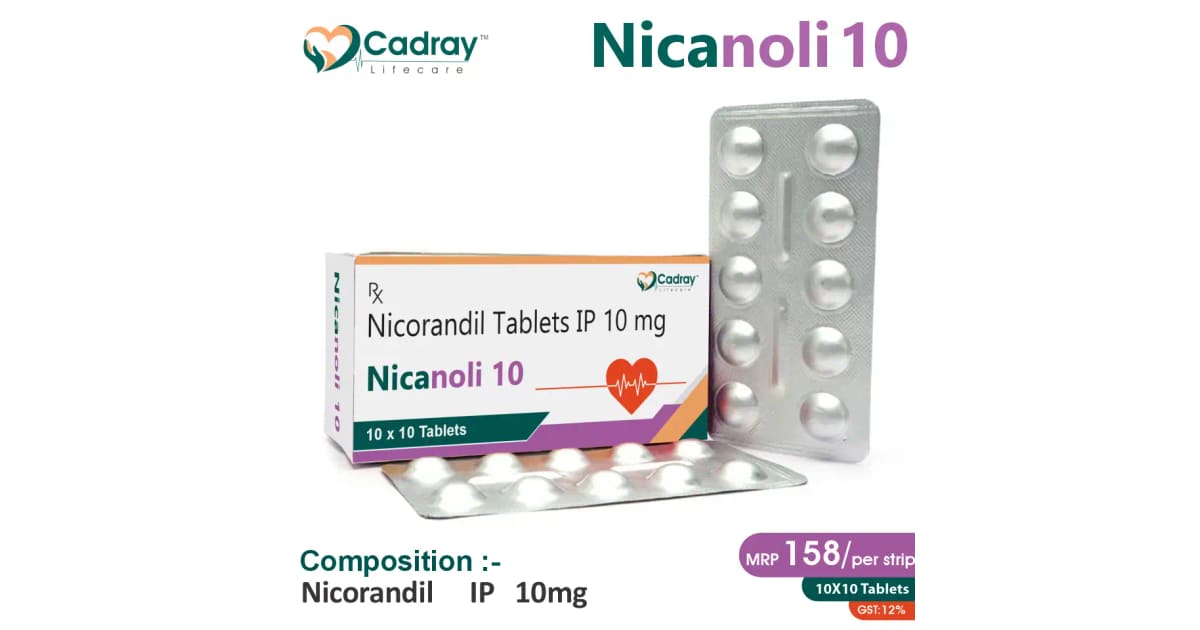 Cadray™
Lifecare
Nicanoli 10
Cadray™
Lifecare
Rx
Nicorandil Tablets IP 10 mg
Nicanoli 10
10 x 10 Tablets
Nicanoli 10
Composition :-
Nicorandil IP 10mg
MRP 158/per strip
10X10 Tablets
GST:12%